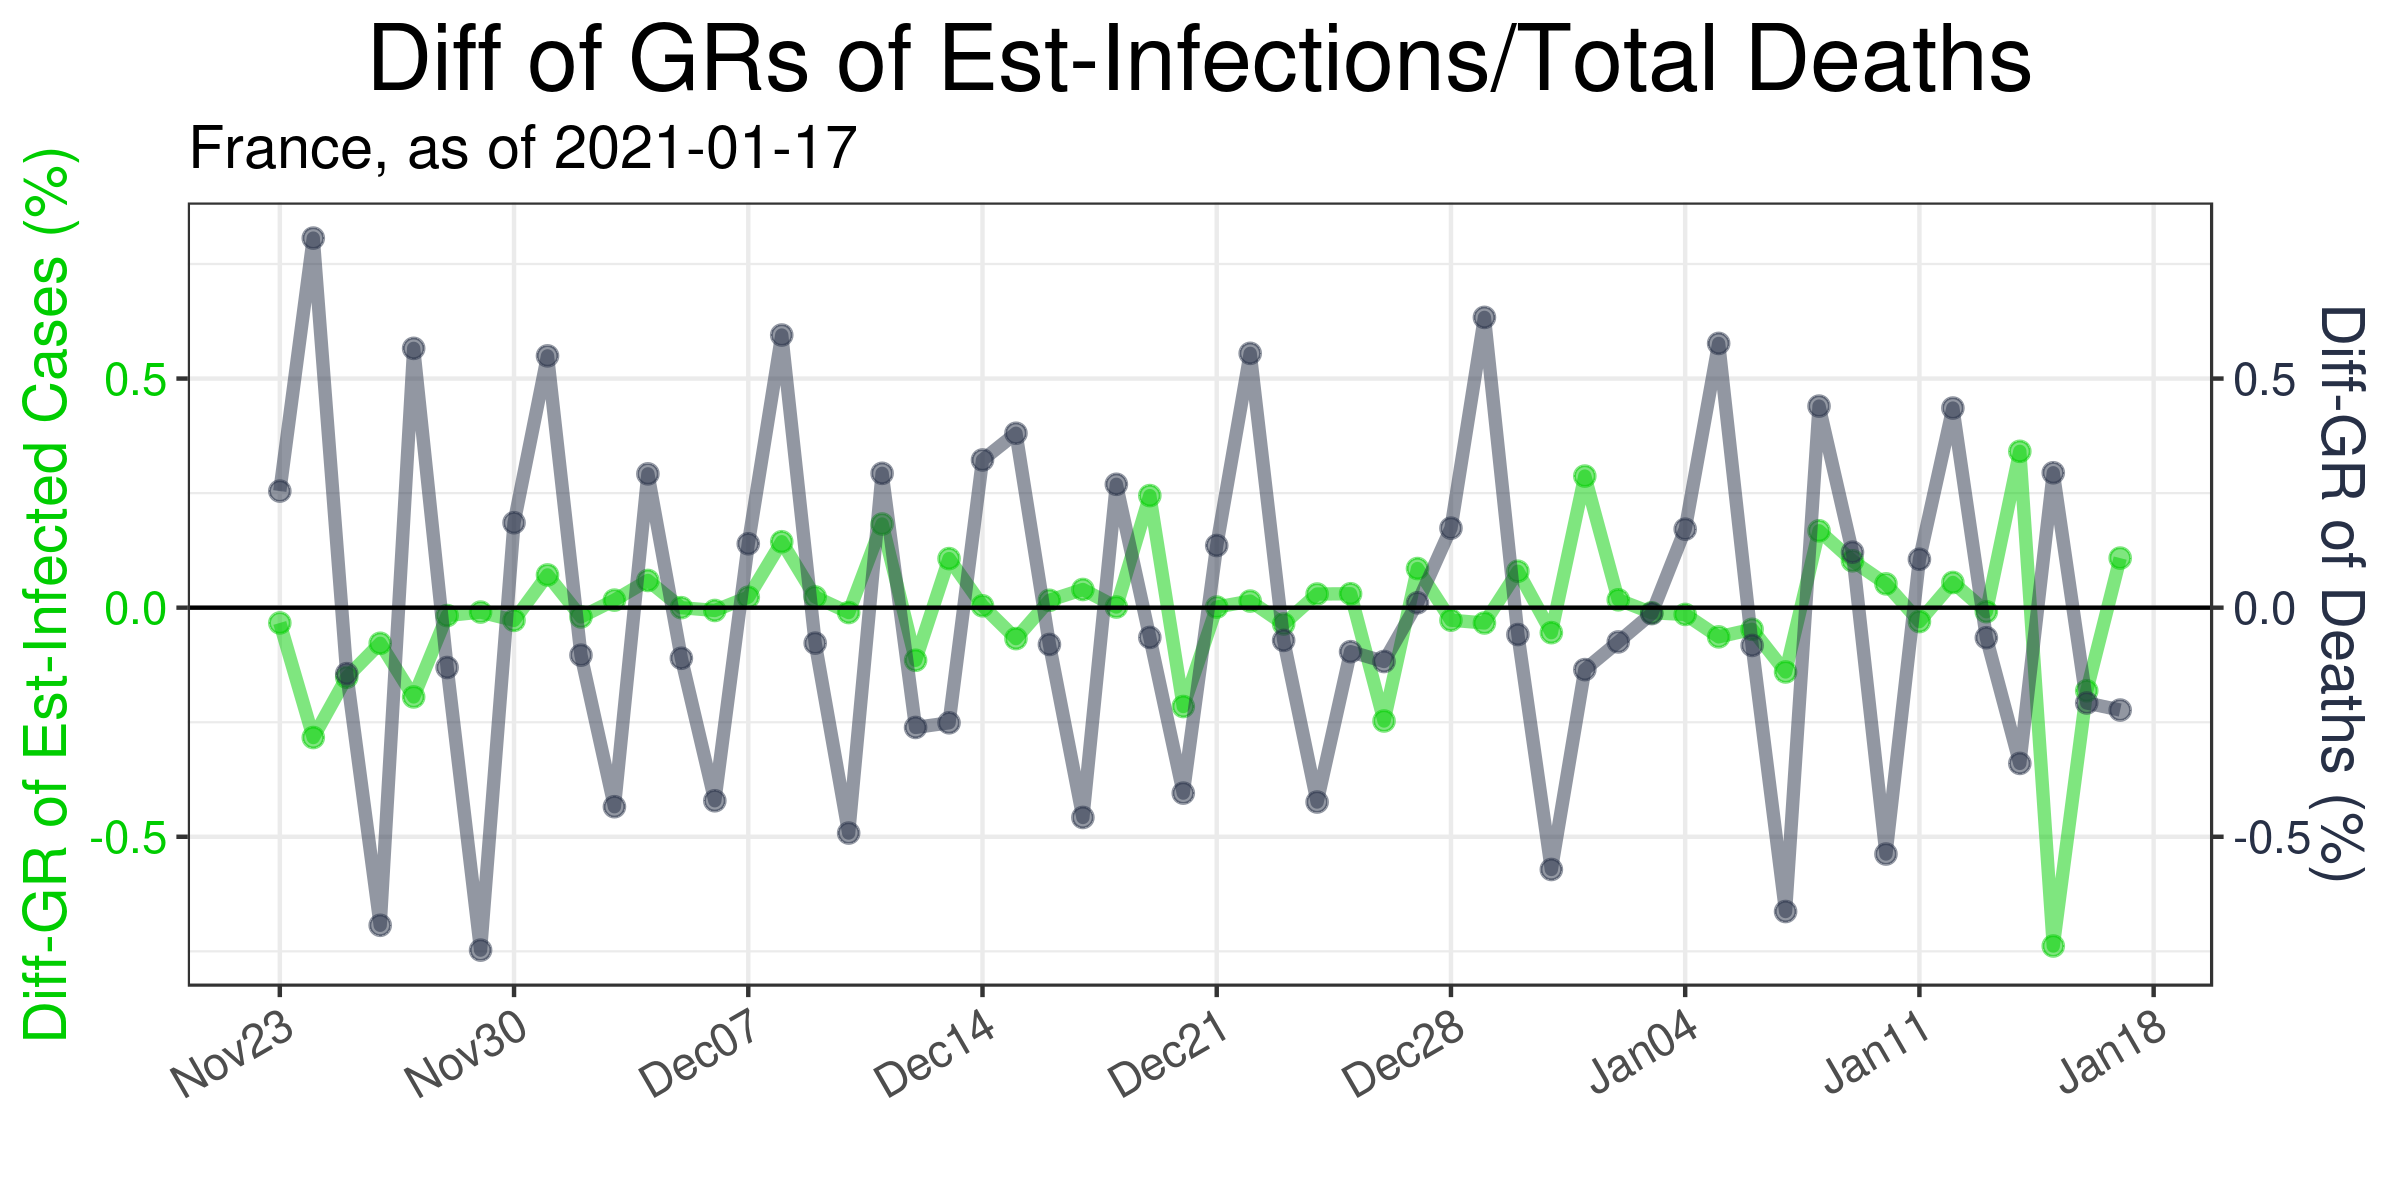 Diff of GRs of Est-Infections/Total Deaths
France, as of 2021-01-17
Diff-GR of Est-Infected Cases (%)
0.5
0.0
-0.5
0.5
0.0
-0.5
Diff-GR of Deaths (%)
Nov23
Nov30
Dec07
Dec14
Dec21
Dec28
Jan04
Jan11
Jan18